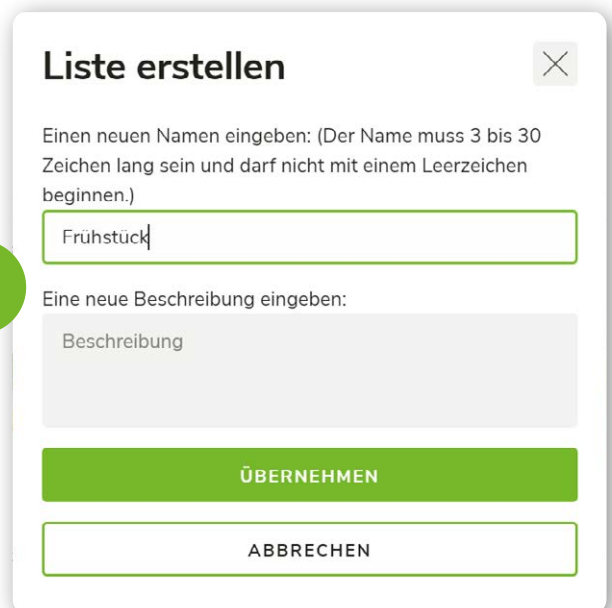 Liste erstellen
Einen neuen Namen eingeben: (Der Name muss 3 bis 30
Zeichen lang sein und darf nicht mit einem Leerzeichen
beginnen.)
Frühstück
Eine neue Beschreibung eingeben:
Beschreibung
ÜBERNEHMEN
ABBRECHEN